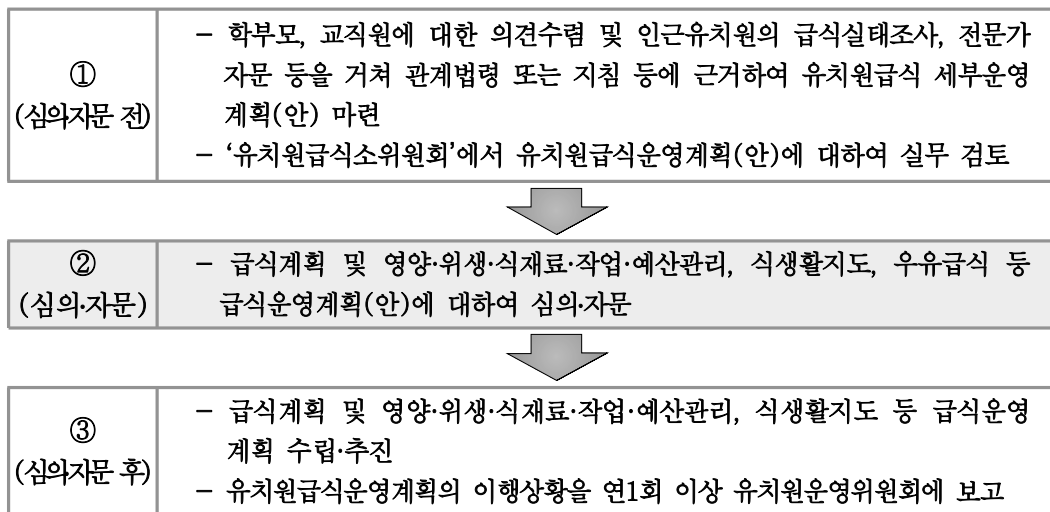 ①
(심의자문 전)
– 학부모, 교직원에 대한 의견수렴 및 인근유치원의 급식실태조사, 전문가
자문 등을 거쳐 관계법령 또는 지침 등에 근거하여 유치원급식 세부운영
계획(안) 마련
– ‘유치원급식소위원회’에서 유치원급식운영계획(안)에 대하여 실무 검토
②
(심의·자문)
– 급식계획 및 영양·위생·식재료·작업·예산관리, 식생활지도, 우유급식 등
급식운영계획(안)에 대하여 심의·자문
③
(심의자문 후)
– 급식계획 및 영양·위생·식재료·작업·예산관리, 식생활지도 등 급식운영
계획 수립·추진
– 유치원급식운영계획의 이행상황을 연1회 이상 유치원운영위원회에 보고